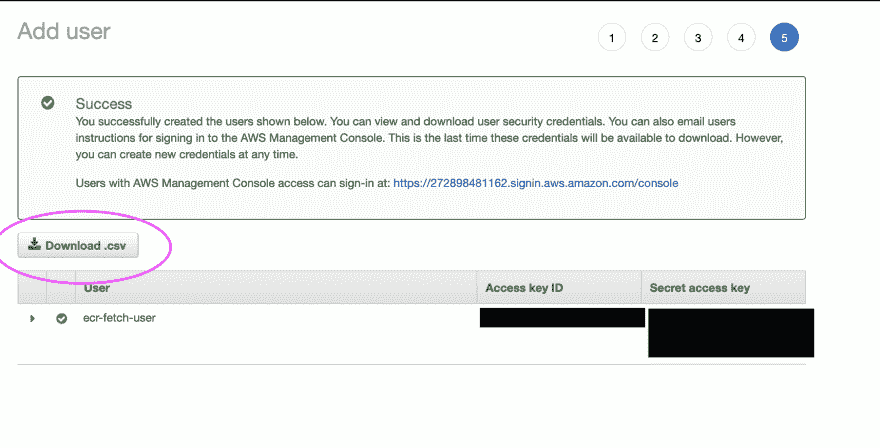 Add user
1 2 3 4 5
Success
You successfully created the users shown below. You can view and download user security credentials. You can also email users
instructions for signing in to the AWS Management Console. This is the last time these credentials will be available to download. However,
you can create new credentials at any time.
Users with AWS Management Console access can sign-in at: https://272898481162.signin.aws.amazon.com/console
Download .csv
User Access key ID Secret access key
ecr-fetch-user